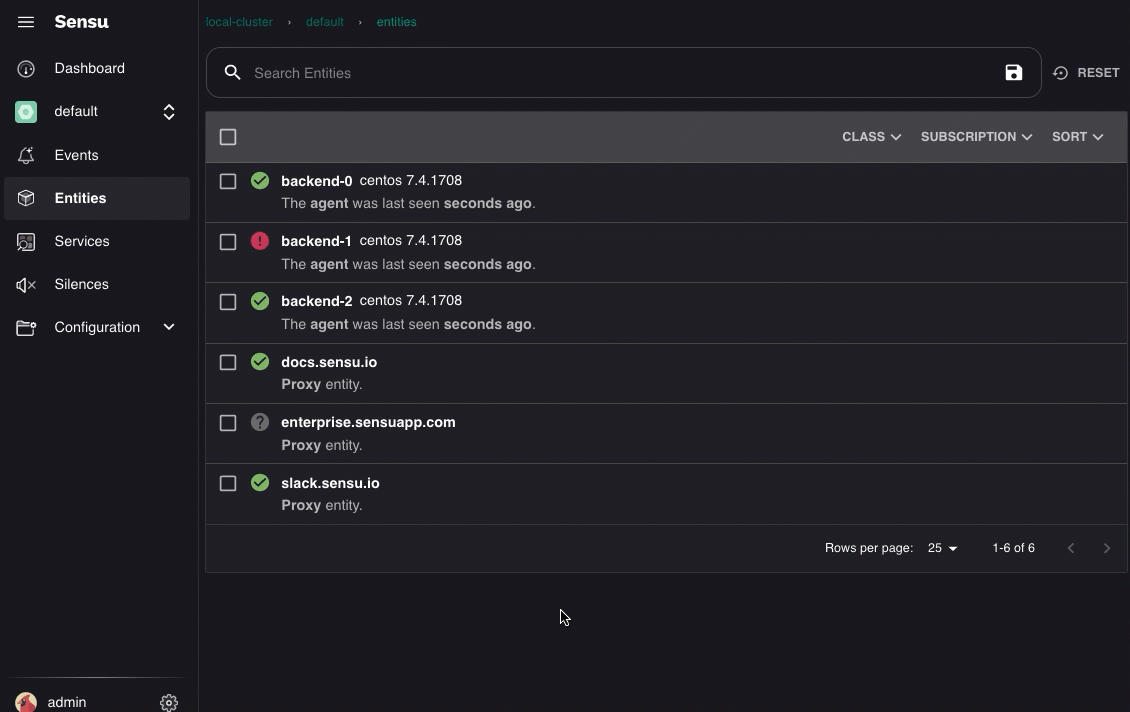 Sensu
Dashboard
default
Events
Entities
Services
Silences
Configuration
admin
local-cluster › default › entities
Search Entities
RESET
CLASS SUBSCRIPTION SORT
backend-0 centos 7.4.1708
The agent was last seen seconds ago.
backend-1 centos 7.4.1708
The agent was last seen seconds ago.
backend-2 centos 7.4.1708
The agent was last seen seconds ago.
docs.sensu.io
Proxy entity.
enterprise.sensuapp.com
Proxy entity.
slack.sensu.io
Proxy entity.
Rows per page: 25 1-6 of 6